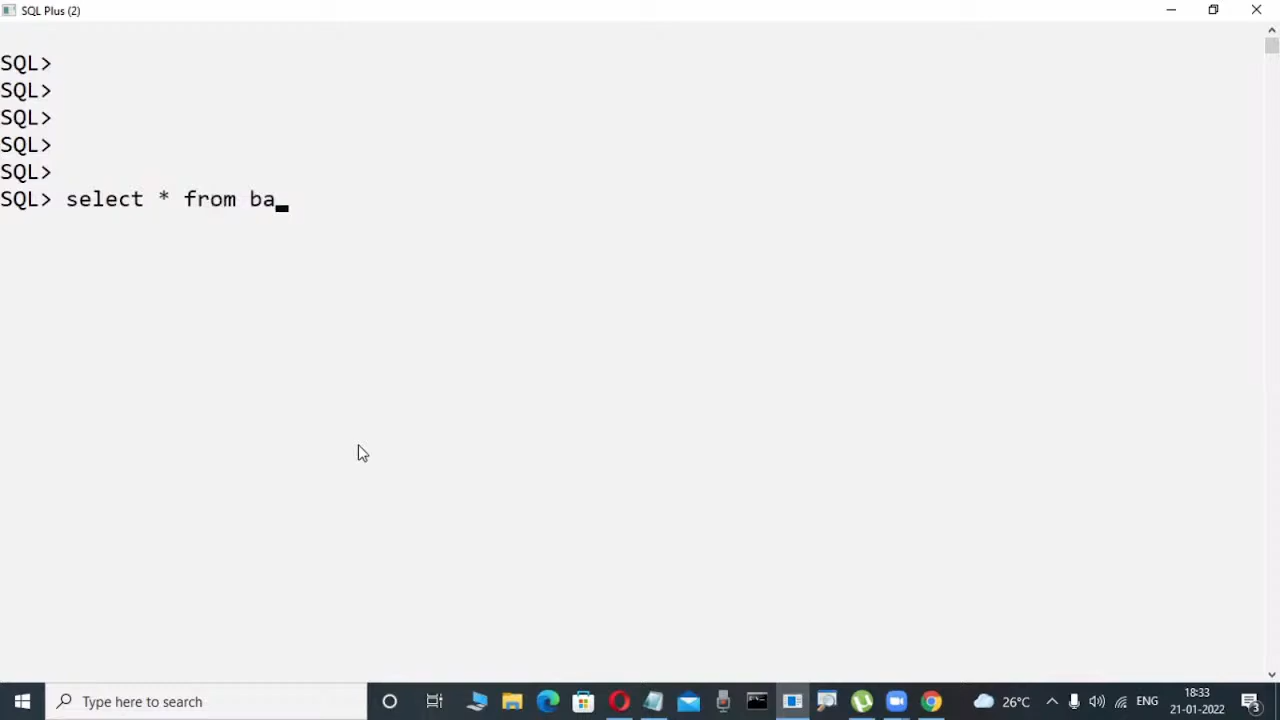 SQL Plus (2)
SQL>
SQL>
SQL>
SQL>
SQL>
SQL> select * from ba
Type here to search
26°C
ENG
18:33
21-01-2022
3